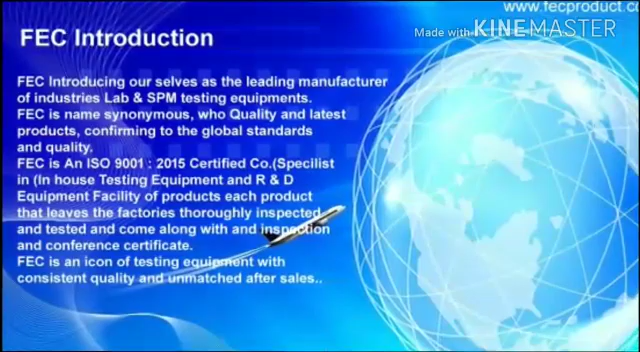 www.fecproduct.c
Made with KINEMASTER
FEC Introduction
FEC Introducing our selves as the leading manufacturer
of industries Lab & SPM testing equipments.
FEC is name synonymous, who Quality and latest
products, confirming to the global standards
and quality.
FEC is An ISO 9001 : 2015 Certified Co.(Specilist
in (In house Testing Equipment and R & D
Equipment Facility of products each product
that leaves the factories thoroughly inspected
and tested and come along with and inspection
and conference certificate.
FEC is an icon of testing equipment with
consistent quality and unmatched after sales..